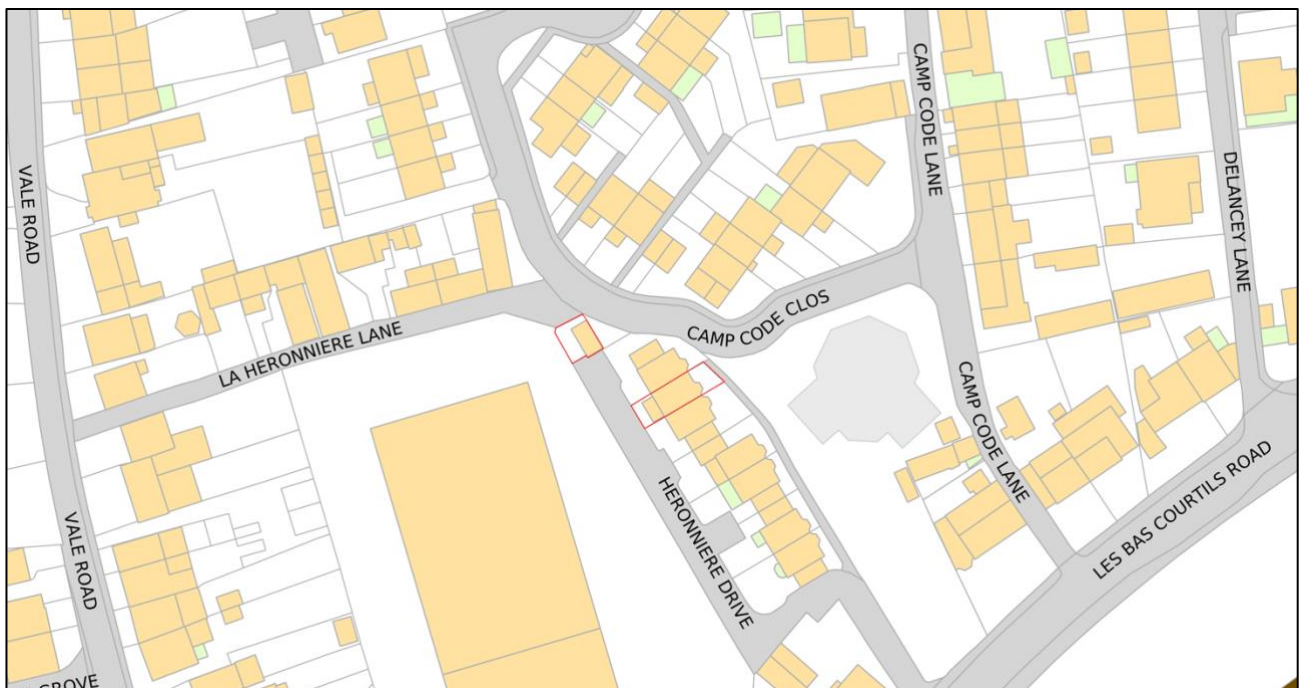 VALE ROAD
CAMP CODE LANE
DELANCEY LANE
CAMP CODE CLOS
LA HERONNIERE LANE
CAMP CODE LANE
HERONNIERE DRIVE
LES BAS COURTILS ROAD
VALE ROAD
GROVE